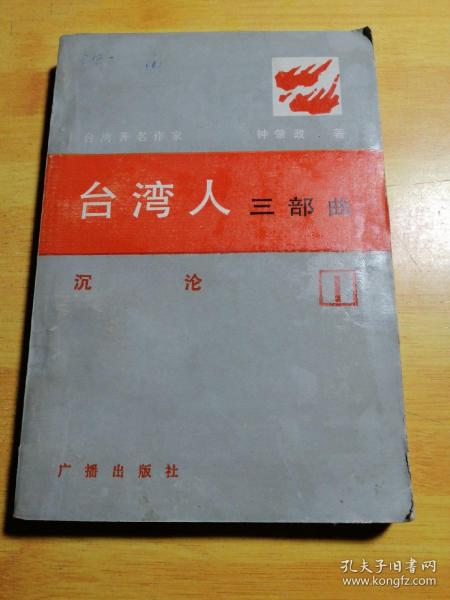 台湾著名作家 钟肇政 著
台湾人 三部曲
沉沦 1
广播出版社
孔夫子旧书网
www.kongfz.com